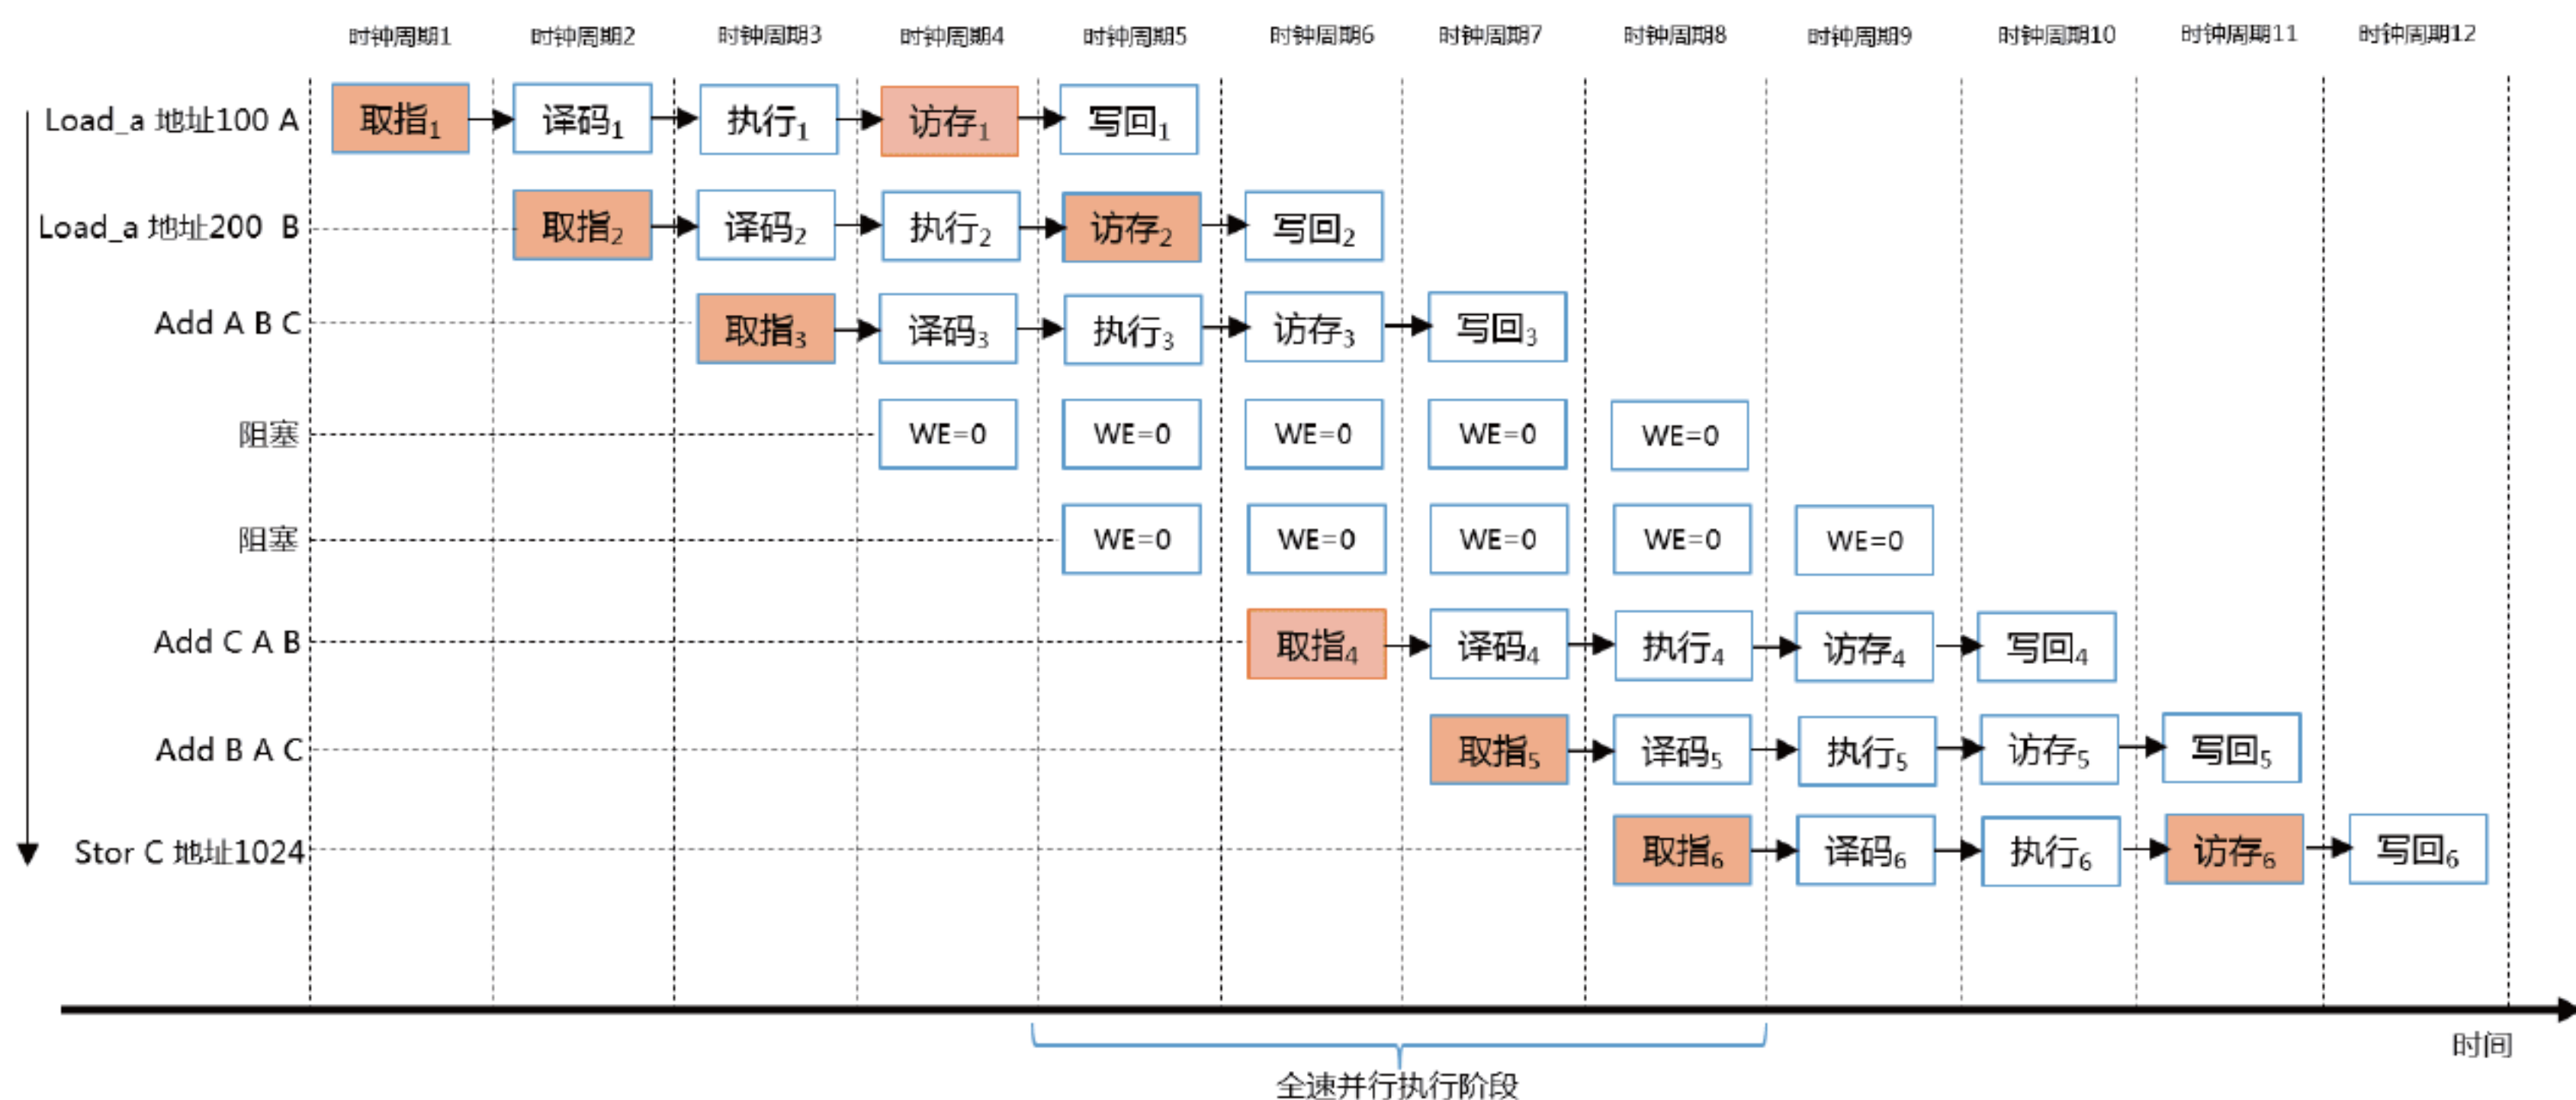 时钟周期1 时钟周期2 时钟周期3 时钟周期4 时钟周期5 时钟周期6 时钟周期7 时钟周期8 时钟周期9 时钟周期10 时钟周期11 时钟周期12
Load_a 地址100 A 取指1 译码1 执行1 访存1 写回1
Load_a 地址200 B 取指2 译码2 执行2 访存2 写回2
Add A B C 取指3 译码3 执行3 访存3 写回3
阻塞 WE=0 WE=0 WE=0 WE=0 WE=0
阻塞 WE=0 WE=0 WE=0 WE=0 WE=0
Add C A B 取指4 译码4 执行4 访存4 写回4
Add B A C 取指5 译码5 执行5 访存5 写回5
Stor C 地址1024 取指6 译码6 执行6 访存6 写回6
时间
全速并行执行阶段